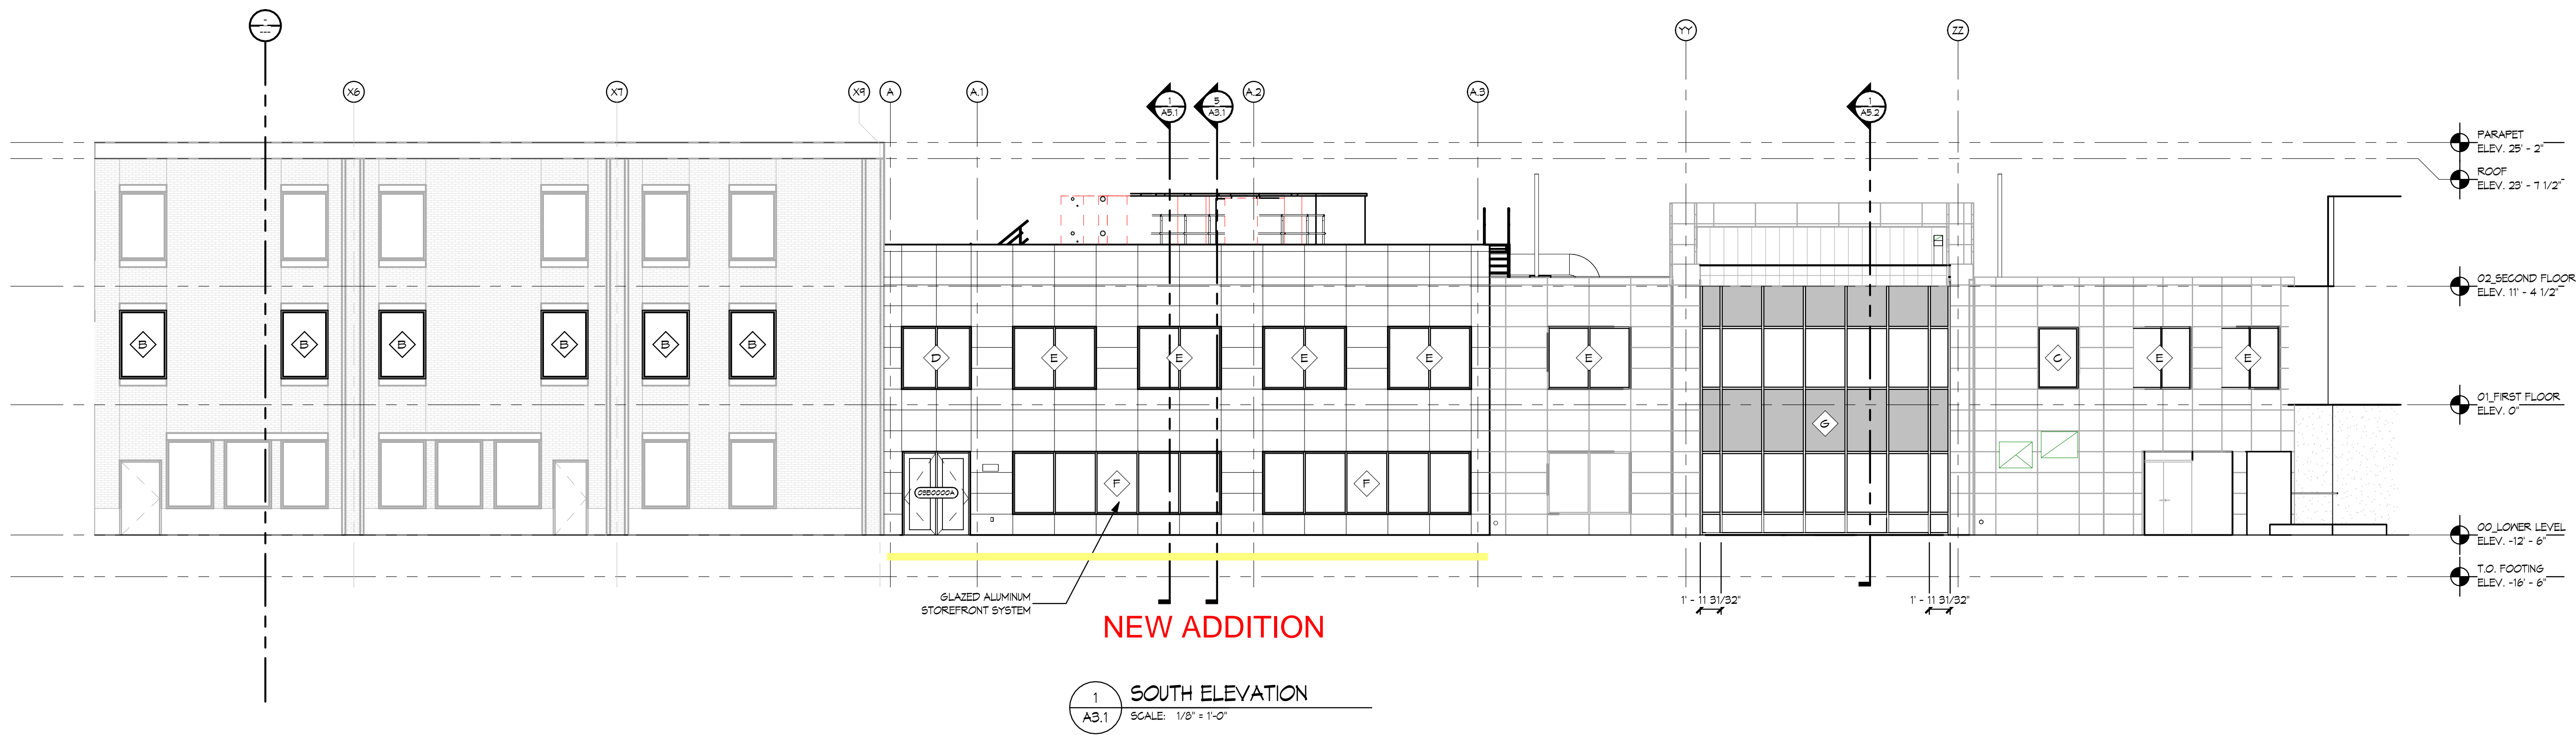 -
---
YY
ZZ
X6
X7
X9
A
A.1
1
A5.1
5
A3.1
A.2
A.3
1
A5.2
PARAPET
ELEV. 25' - 2"
ROOF
ELEV. 23' - 7 1/2"
02_SECOND FLOOR
ELEV. 11' - 4 1/2"
B
B
B
B
B
B
D
E
E
E
E
E
C
E
E
01_FIRST FLOOR
ELEV. 0"
G
F
F
00_LOWER LEVEL
ELEV. -12' - 6"
T.O. FOOTING
ELEV. -16' - 6"
GLAZED ALUMINUM
STOREFRONT SYSTEM
1' - 11 31/32"
1' - 11 31/32"
NEW ADDITION
1
A3.1
SOUTH ELEVATION
SCALE: 1/8" = 1'-0"